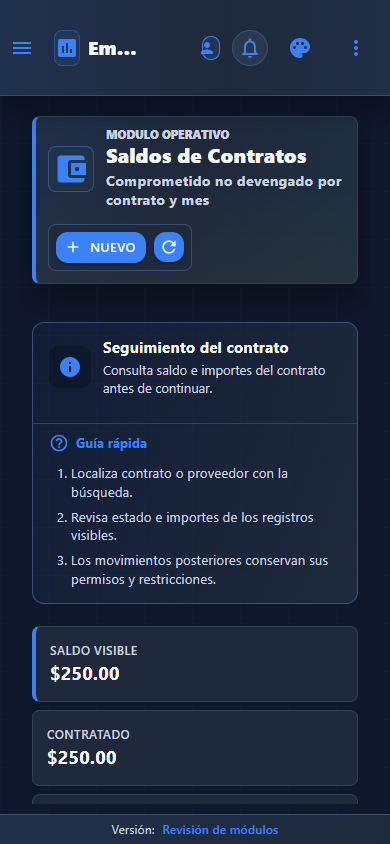 Em...
MODULO OPERATIVO
Saldos de Contratos
Comprometido no devengado por
contrato y mes
NUEVO
Seguimiento del contrato
Consulta saldo e importes del contrato
antes de continuar.
Guía rápida
1. Localiza contrato o proveedor con la
búsqueda.
2. Revisa estado e importes de los registros
visibles.
3. Los movimientos posteriores conservan sus
permisos y restricciones.
SALDO VISIBLE
$250.00
CONTRATADO
$250.00
Versión: Revisión de módulos